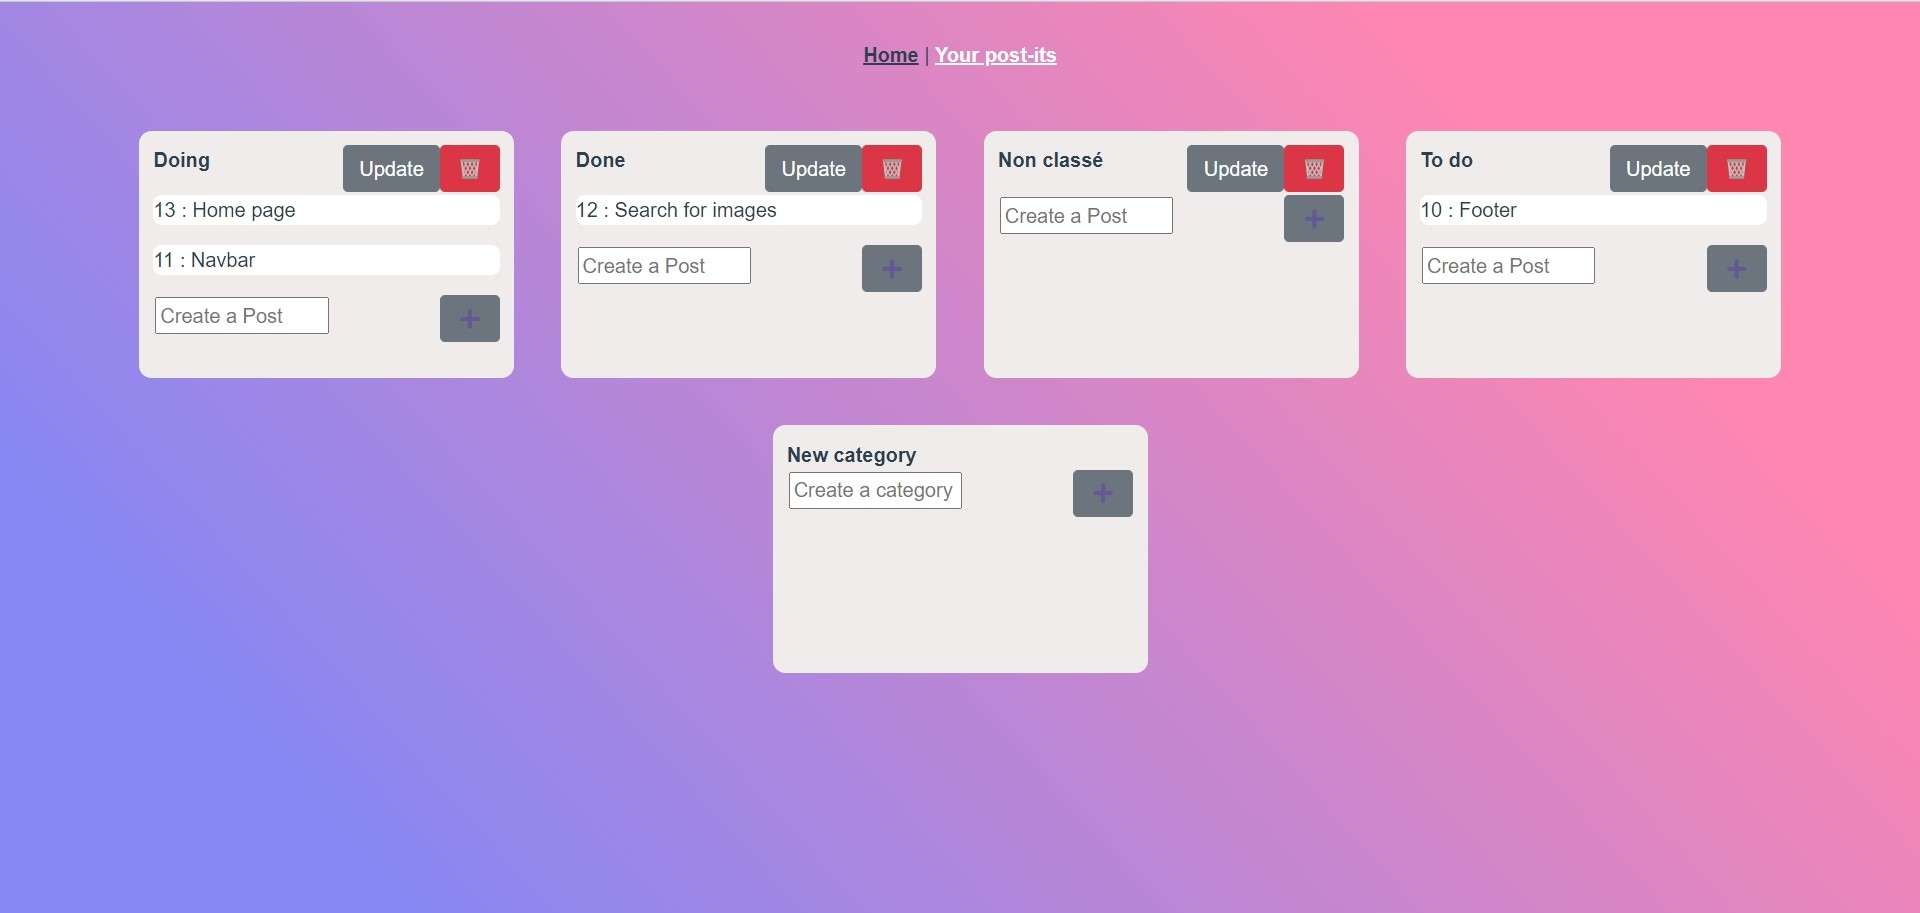 Home | Your post-its
Doing
Update
13 : Home page
11 : Navbar
Create a Post
Done
Update
12 : Search for images
Create a Post
Non classé
Update
Create a Post
To do
Update
10 : Footer
Create a Post
New category
Create a category